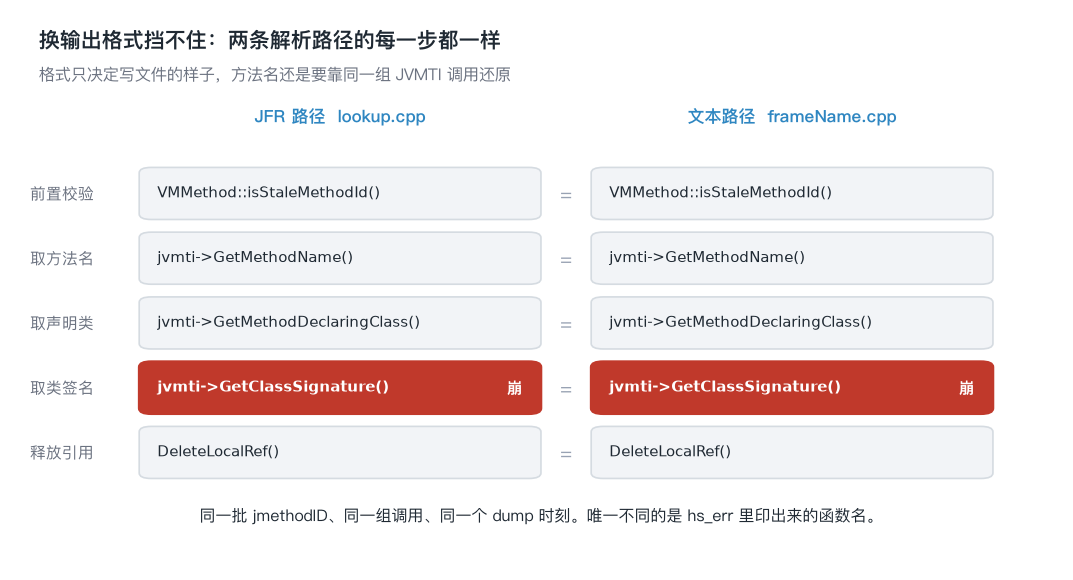 换输出格式挡不住：两条解析路径的每一步都一样
格式只决定写文件的样子，方法名还是要靠同一组 JVMTI 调用还原
JFR 路径 lookup.cpp
文本路径 frameName.cpp
前置校验 VMMethod::isStaleMethodId() = VMMethod::isStaleMethodId()
取方法名 jvmti->GetMethodName() = jvmti->GetMethodName()
取声明类 jvmti->GetMethodDeclaringClass() = jvmti->GetMethodDeclaringClass()
取类签名 jvmti->GetClassSignature() 崩 = jvmti->GetClassSignature() 崩
释放引用 DeleteLocalRef() = DeleteLocalRef()
同一批 jmethodID、同一组调用、同一个 dump 时刻。唯一不同的是 hs_err 里印出来的函数名。